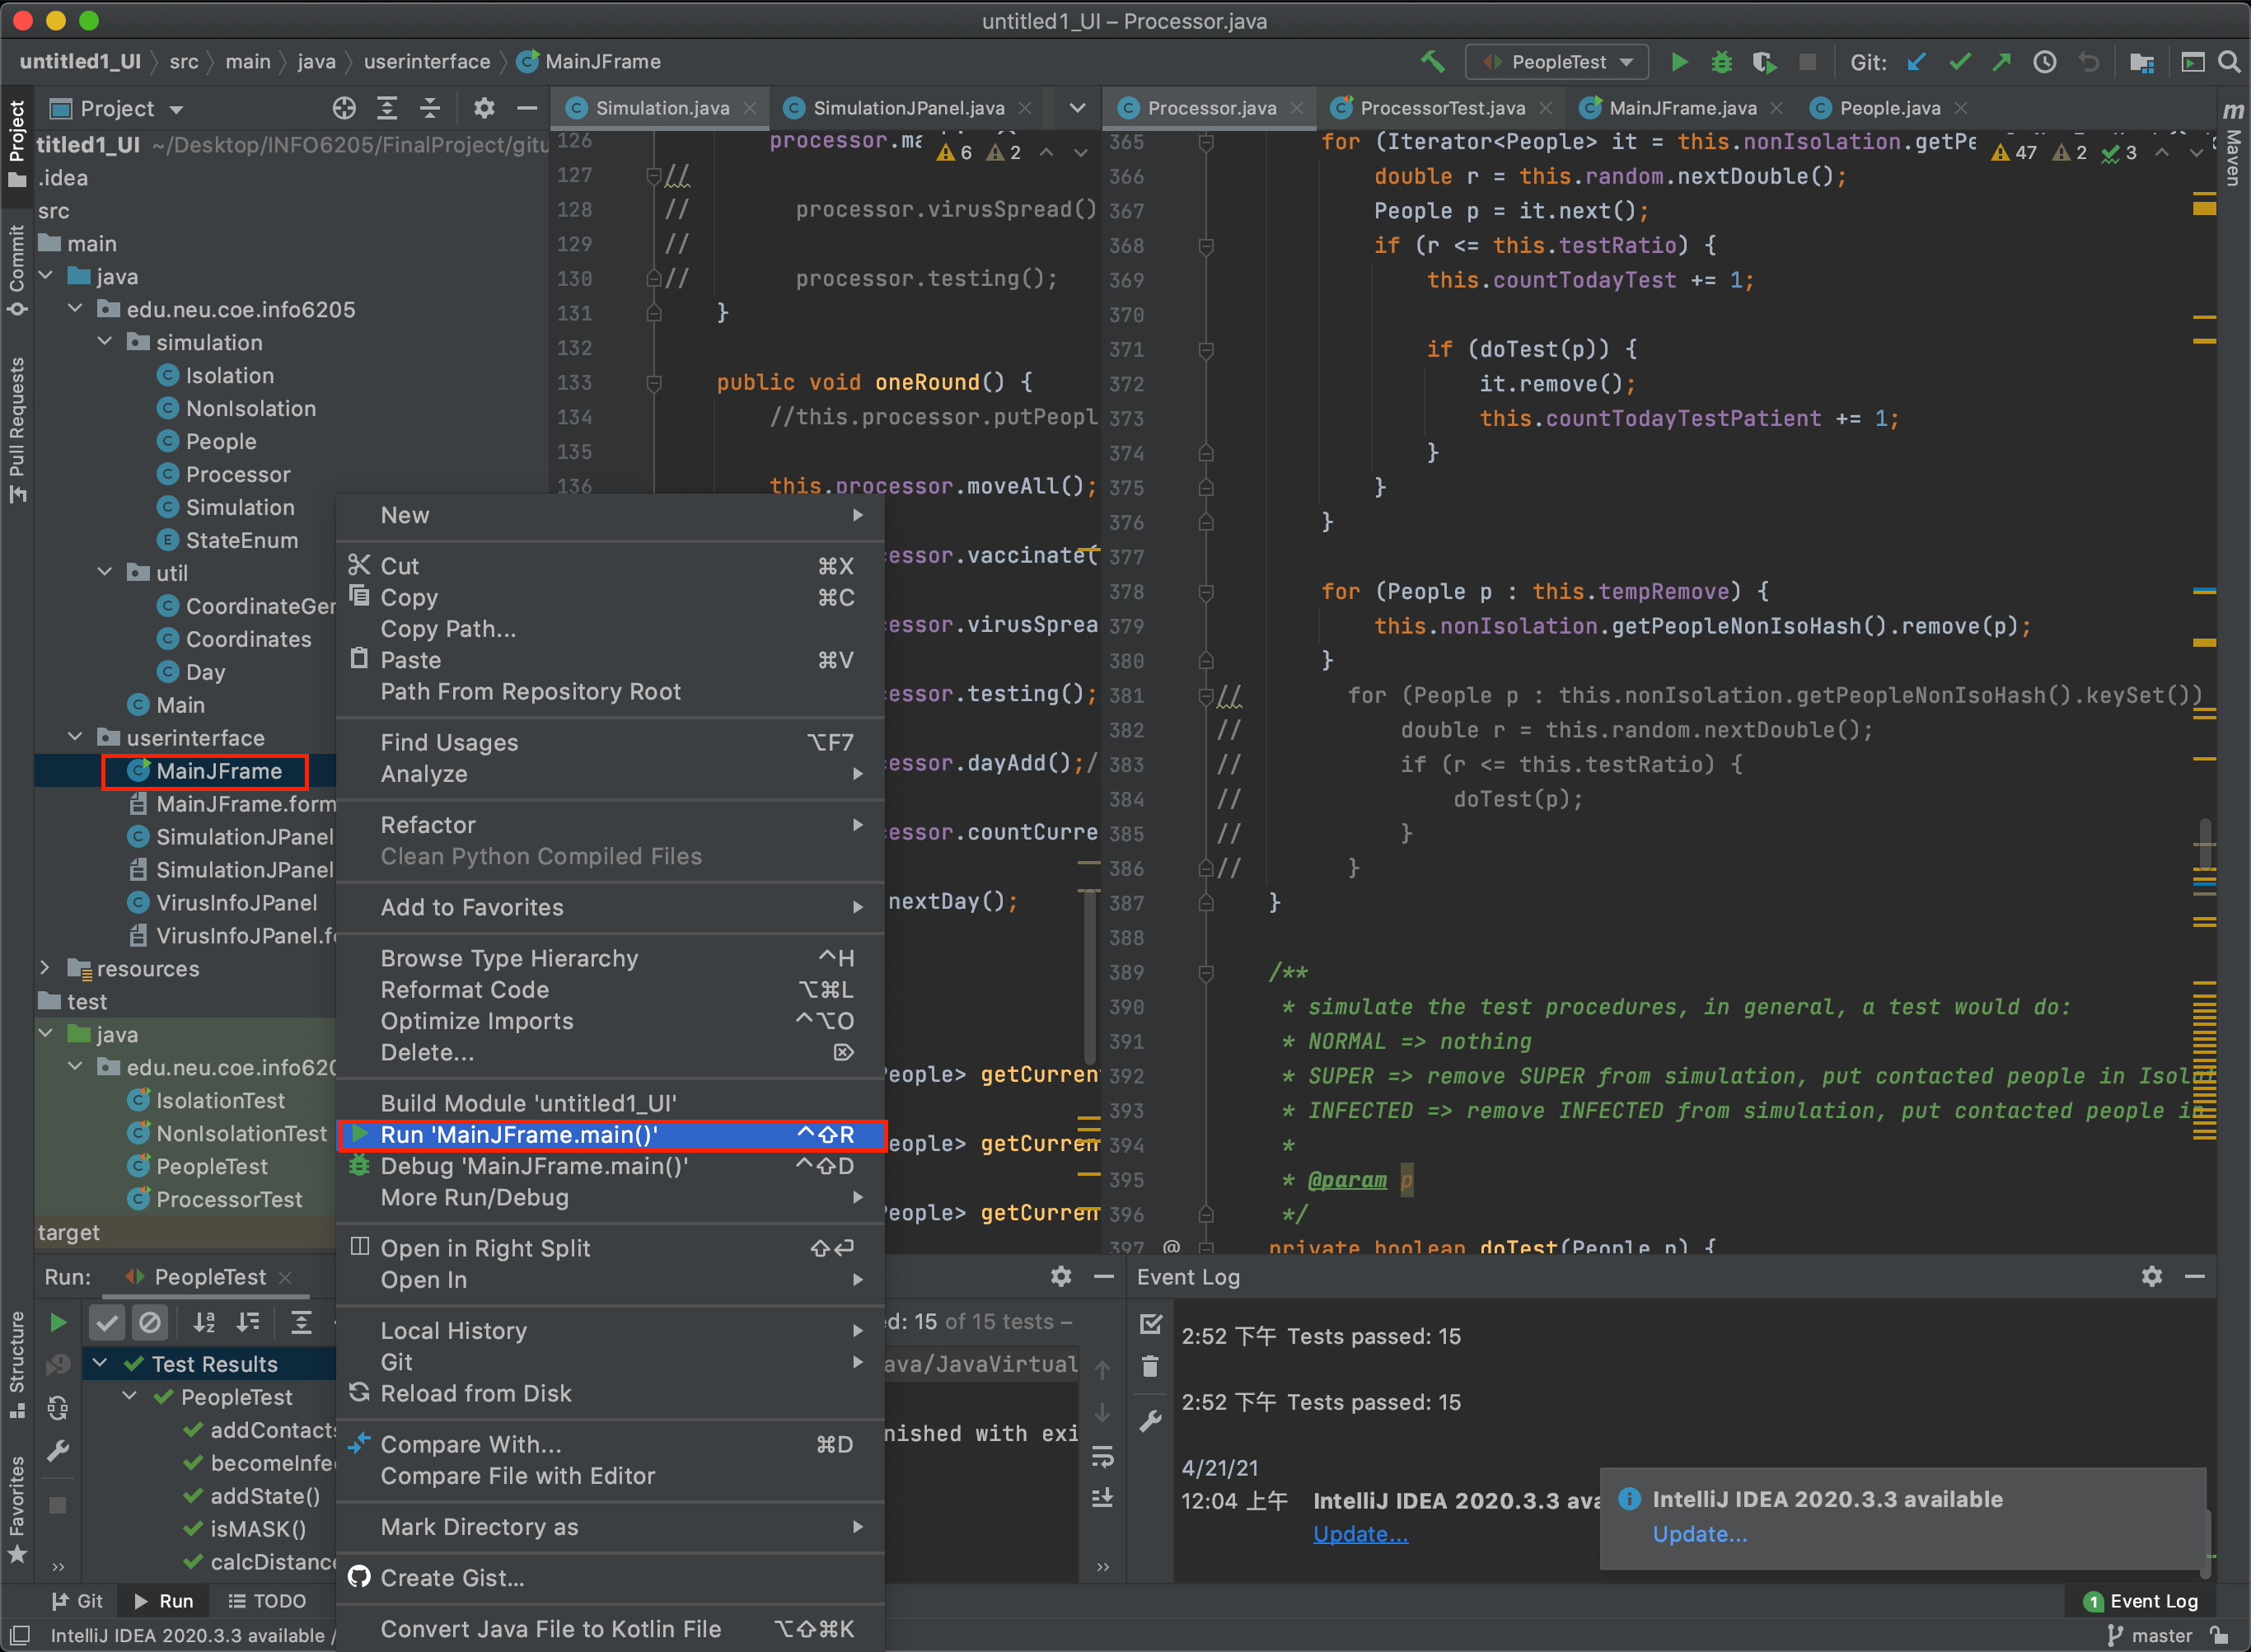 untitled1_UI – Processor.java
untitled1_UI
src
main
java
userinterface
MainJFrame
PeopleTest
Git:
Project
Simulation.java
SimulationJPanel.java
Processor.java
ProcessorTest.java
MainJFrame.java
People.java
Project
Commit
Pull Requests
Structure
Favorites
m
Maven
titled1_UI ~/Desktop/INFO6205/FinalProject/gitu
.idea
src
main
java
edu.neu.coe.info6205
simulation
Isolation
NonIsolation
People
Processor
Simulation
StateEnum
util
CoordinateGer
Coordinates
Day
Main
userinterface
MainJFrame
MainJFrame.form
SimulationJPanel
SimulationJPanel
VirusInfoJPanel
VirusInfoJPanel.fo
resources
test
java
edu.neu.coe.info620
IsolationTest
NonIsolationTest
PeopleTest
ProcessorTest
target
6 2
126 processor.ma
127 //
128 // processor.virusSpread()
129 //
130 // processor.testing();
131 }
132
133 public void oneRound() {
134 //this.processor.putPeopl
135
136 this.processor.moveAll();
essor.vaccinate(
essor.virusSprea
essor.testing();
essor.dayAdd();/
essor.countCurre
nextDay();
People> getCurren
eople> getCurren
People> getCurren
47 2 3
365 for (Iterator<People> it = this.nonIsolation.getPe
366 double r = this.random.nextDouble();
367 People p = it.next();
368 if (r <= this.testRatio) {
369 this.countTodayTest += 1;
370
371 if (doTest(p)) {
372 it.remove();
373 this.countTodayTestPatient += 1;
374 }
375 }
376 }
377
378 for (People p : this.tempRemove) {
379 this.nonIsolation.getPeopleNonIsoHash().remove(p);
380 }
381 // for (People p : this.nonIsolation.getPeopleNonIsoHash().keySet())
382 // double r = this.random.nextDouble();
383 // if (r <= this.testRatio) {
384 // doTest(p);
385 // }
386 // }
387 }
388
389 /**
390 * simulate the test procedures, in general, a test would do:
391 * NORMAL => nothing
392 * SUPER => remove SUPER from simulation, put contacted people in Isol
393 * INFECTED => remove INFECTED from simulation, put contacted people i
394 *
395 * @param p
396 */
397 @ private boolean doTest(People p) {
New
Cut ⌘X
Copy ⌘C
Copy Path...
Paste ⌘V
Path From Repository Root
Find Usages ⌥F7
Analyze
Refactor
Clean Python Compiled Files
Add to Favorites
Browse Type Hierarchy ^H
Reformat Code ⌥⌘L
Optimize Imports ^⌥O
Delete... ⌦
Build Module 'untitled1_UI'
Run 'MainJFrame.main()' ^⇧R
Debug 'MainJFrame.main()' ^⇧D
More Run/Debug
Open in Right Split ⇧↩
Open In
Local History
Git
Reload from Disk
Compare With... ⌘D
Compare File with Editor
Mark Directory as
Create Gist...
Convert Java File to Kotlin File ⌥⇧⌘K
Run: PeopleTest
ed: 15 of 15 tests –
Test Results
PeopleTest
addContacts
becomeInfe
addState()
isMASK()
calcDistance
ava/JavaVirtual
nished with exi
Event Log
2:52 下午 Tests passed: 15
2:52 下午 Tests passed: 15
4/21/21
12:04 上午 IntelliJ IDEA 2020.3.3 ava
Update...
IntelliJ IDEA 2020.3.3 available
Update...
Git
Run
TODO
1 Event Log
IntelliJ IDEA 2020.3.3 available /
master